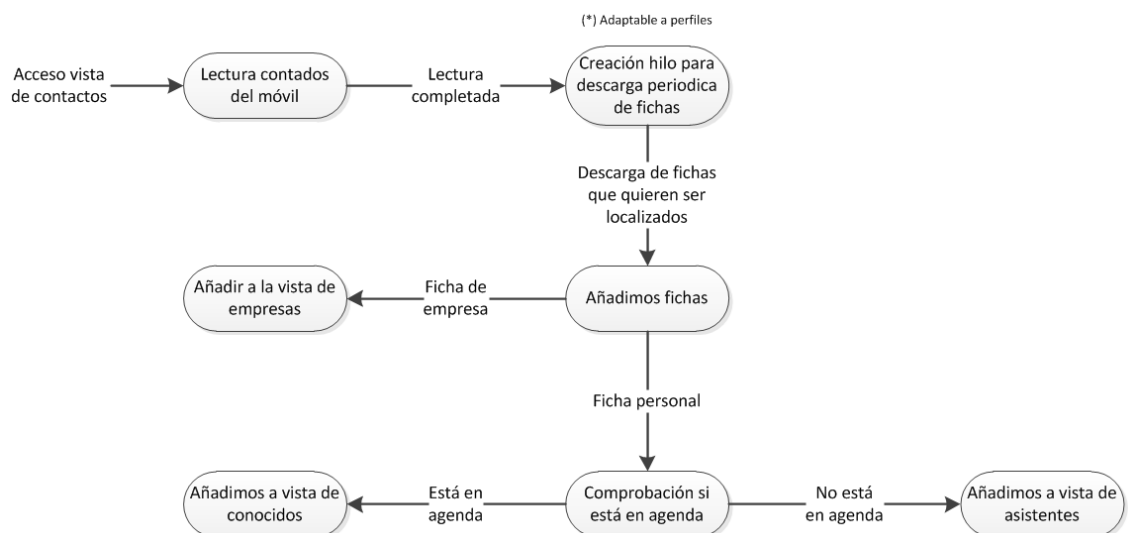 (*) Adaptable a perfiles
Acceso vista
de contactos
Lectura contados
del móvil
Lectura
completada
Creación hilo para
descarga periodica
de fichas
Descarga de fichas
que quieren ser
localizados
Añadir a la vista de
empresas
Ficha de
empresa
Añadimos fichas
Ficha personal
Añadimos a vista de
conocidos
Está en
agenda
Comprobación si
está en agenda
No está
en agenda
Añadimos a vista de
asistentes